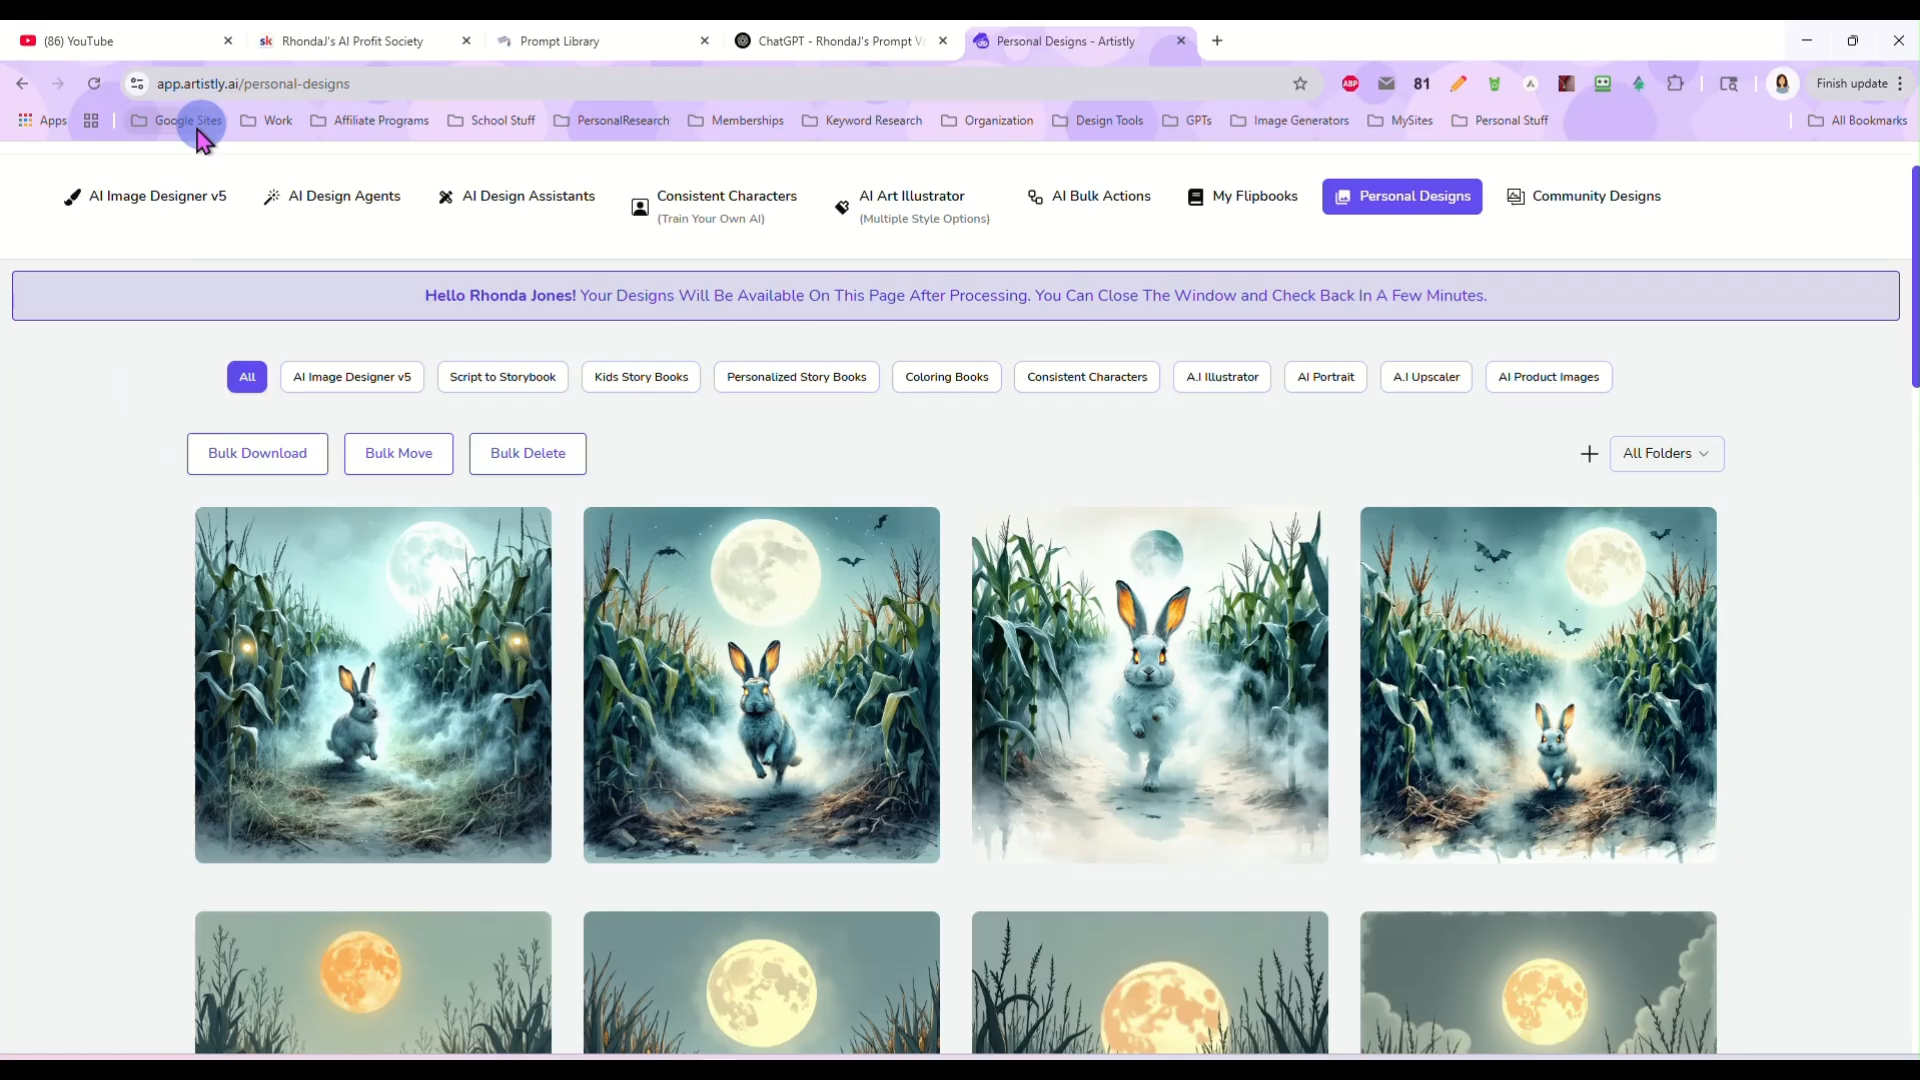 (86) YouTube
sk RhondaJ's AI Profit Society
Prompt Library
ChatGPT - RhondaJ's Prompt Va
Personal Designs - Artistly
app.artistly.ai/personal-designs
ABP
81
Finish update
Apps
Google Sites
Work
Affiliate Programs
School Stuff
PersonalResearch
Memberships
Keyword Research
Organization
Design Tools
GPTs
Image Generators
MySites
Personal Stuff
All Bookmarks
AI Image Designer v5
AI Design Agents
AI Design Assistants
Consistent Characters
(Train Your Own AI)
AI Art Illustrator
(Multiple Style Options)
AI Bulk Actions
My Flipbooks
Personal Designs
Community Designs
Hello Rhonda Jones! Your Designs Will Be Available On This Page After Processing. You Can Close The Window and Check Back In A Few Minutes.
All
AI Image Designer v5
Script to Storybook
Kids Story Books
Personalized Story Books
Coloring Books
Consistent Characters
A.I Illustrator
AI Portrait
A.I Upscaler
AI Product Images
Bulk Download
Bulk Move
Bulk Delete
All Folders